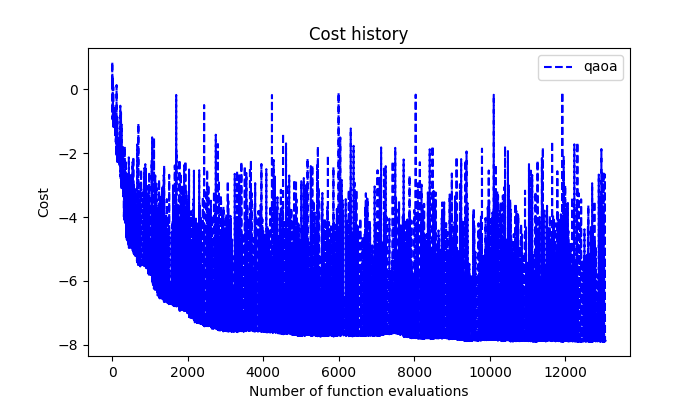 Cost history
qaoa
0
−2
−4
−6
−8
Cost
0 2000 4000 6000 8000 10000 12000
Number of function evaluations